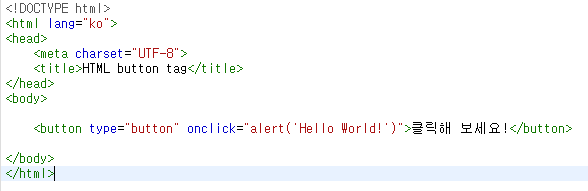 <!DOCTYPE html>
<html lang="ko">
<head>
    <meta charset="UTF-8">
    <title>HTML button tag</title>
</head>
<body>
    <button type="button" onclick="alert('Hello World!')">클릭해 보세요!</button>
</body>
</html>